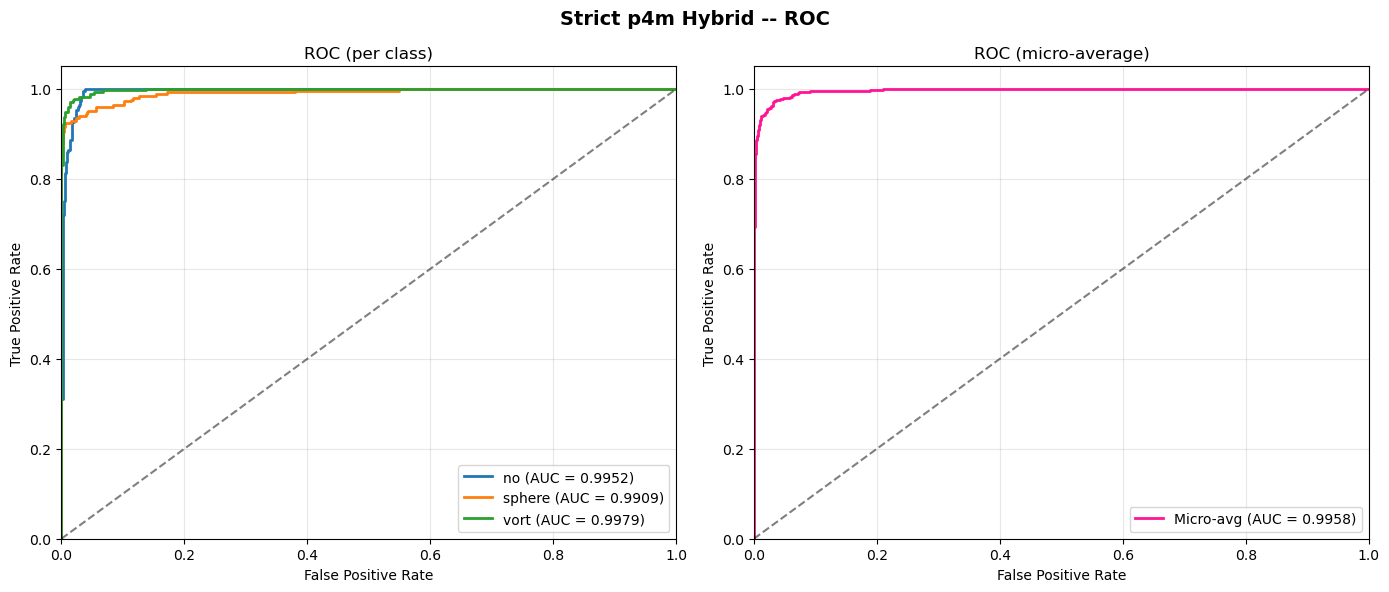 Strict p4m Hybrid -- ROC
ROC (per class)
True Positive Rate
1.0
0.8
0.6
0.4
0.2
0.0
0.0 0.2 0.4 0.6 0.8 1.0
False Positive Rate
no (AUC = 0.9952)
sphere (AUC = 0.9909)
vort (AUC = 0.9979)
ROC (micro-average)
True Positive Rate
1.0
0.8
0.6
0.4
0.2
0.0
0.0 0.2 0.4 0.6 0.8 1.0
False Positive Rate
Micro-avg (AUC = 0.9958)